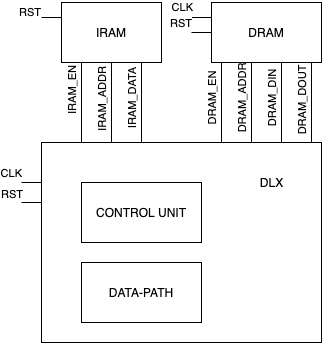 RST
IRAM
CLK
RST
DRAM
IRAM_EN
IRAM_ADDR
IRAM_DATA
DRAM_EN
DRAM_ADDR
DRAM_DIN
DRAM_DOUT
CLK
RST
DLX
CONTROL UNIT
DATA-PATH